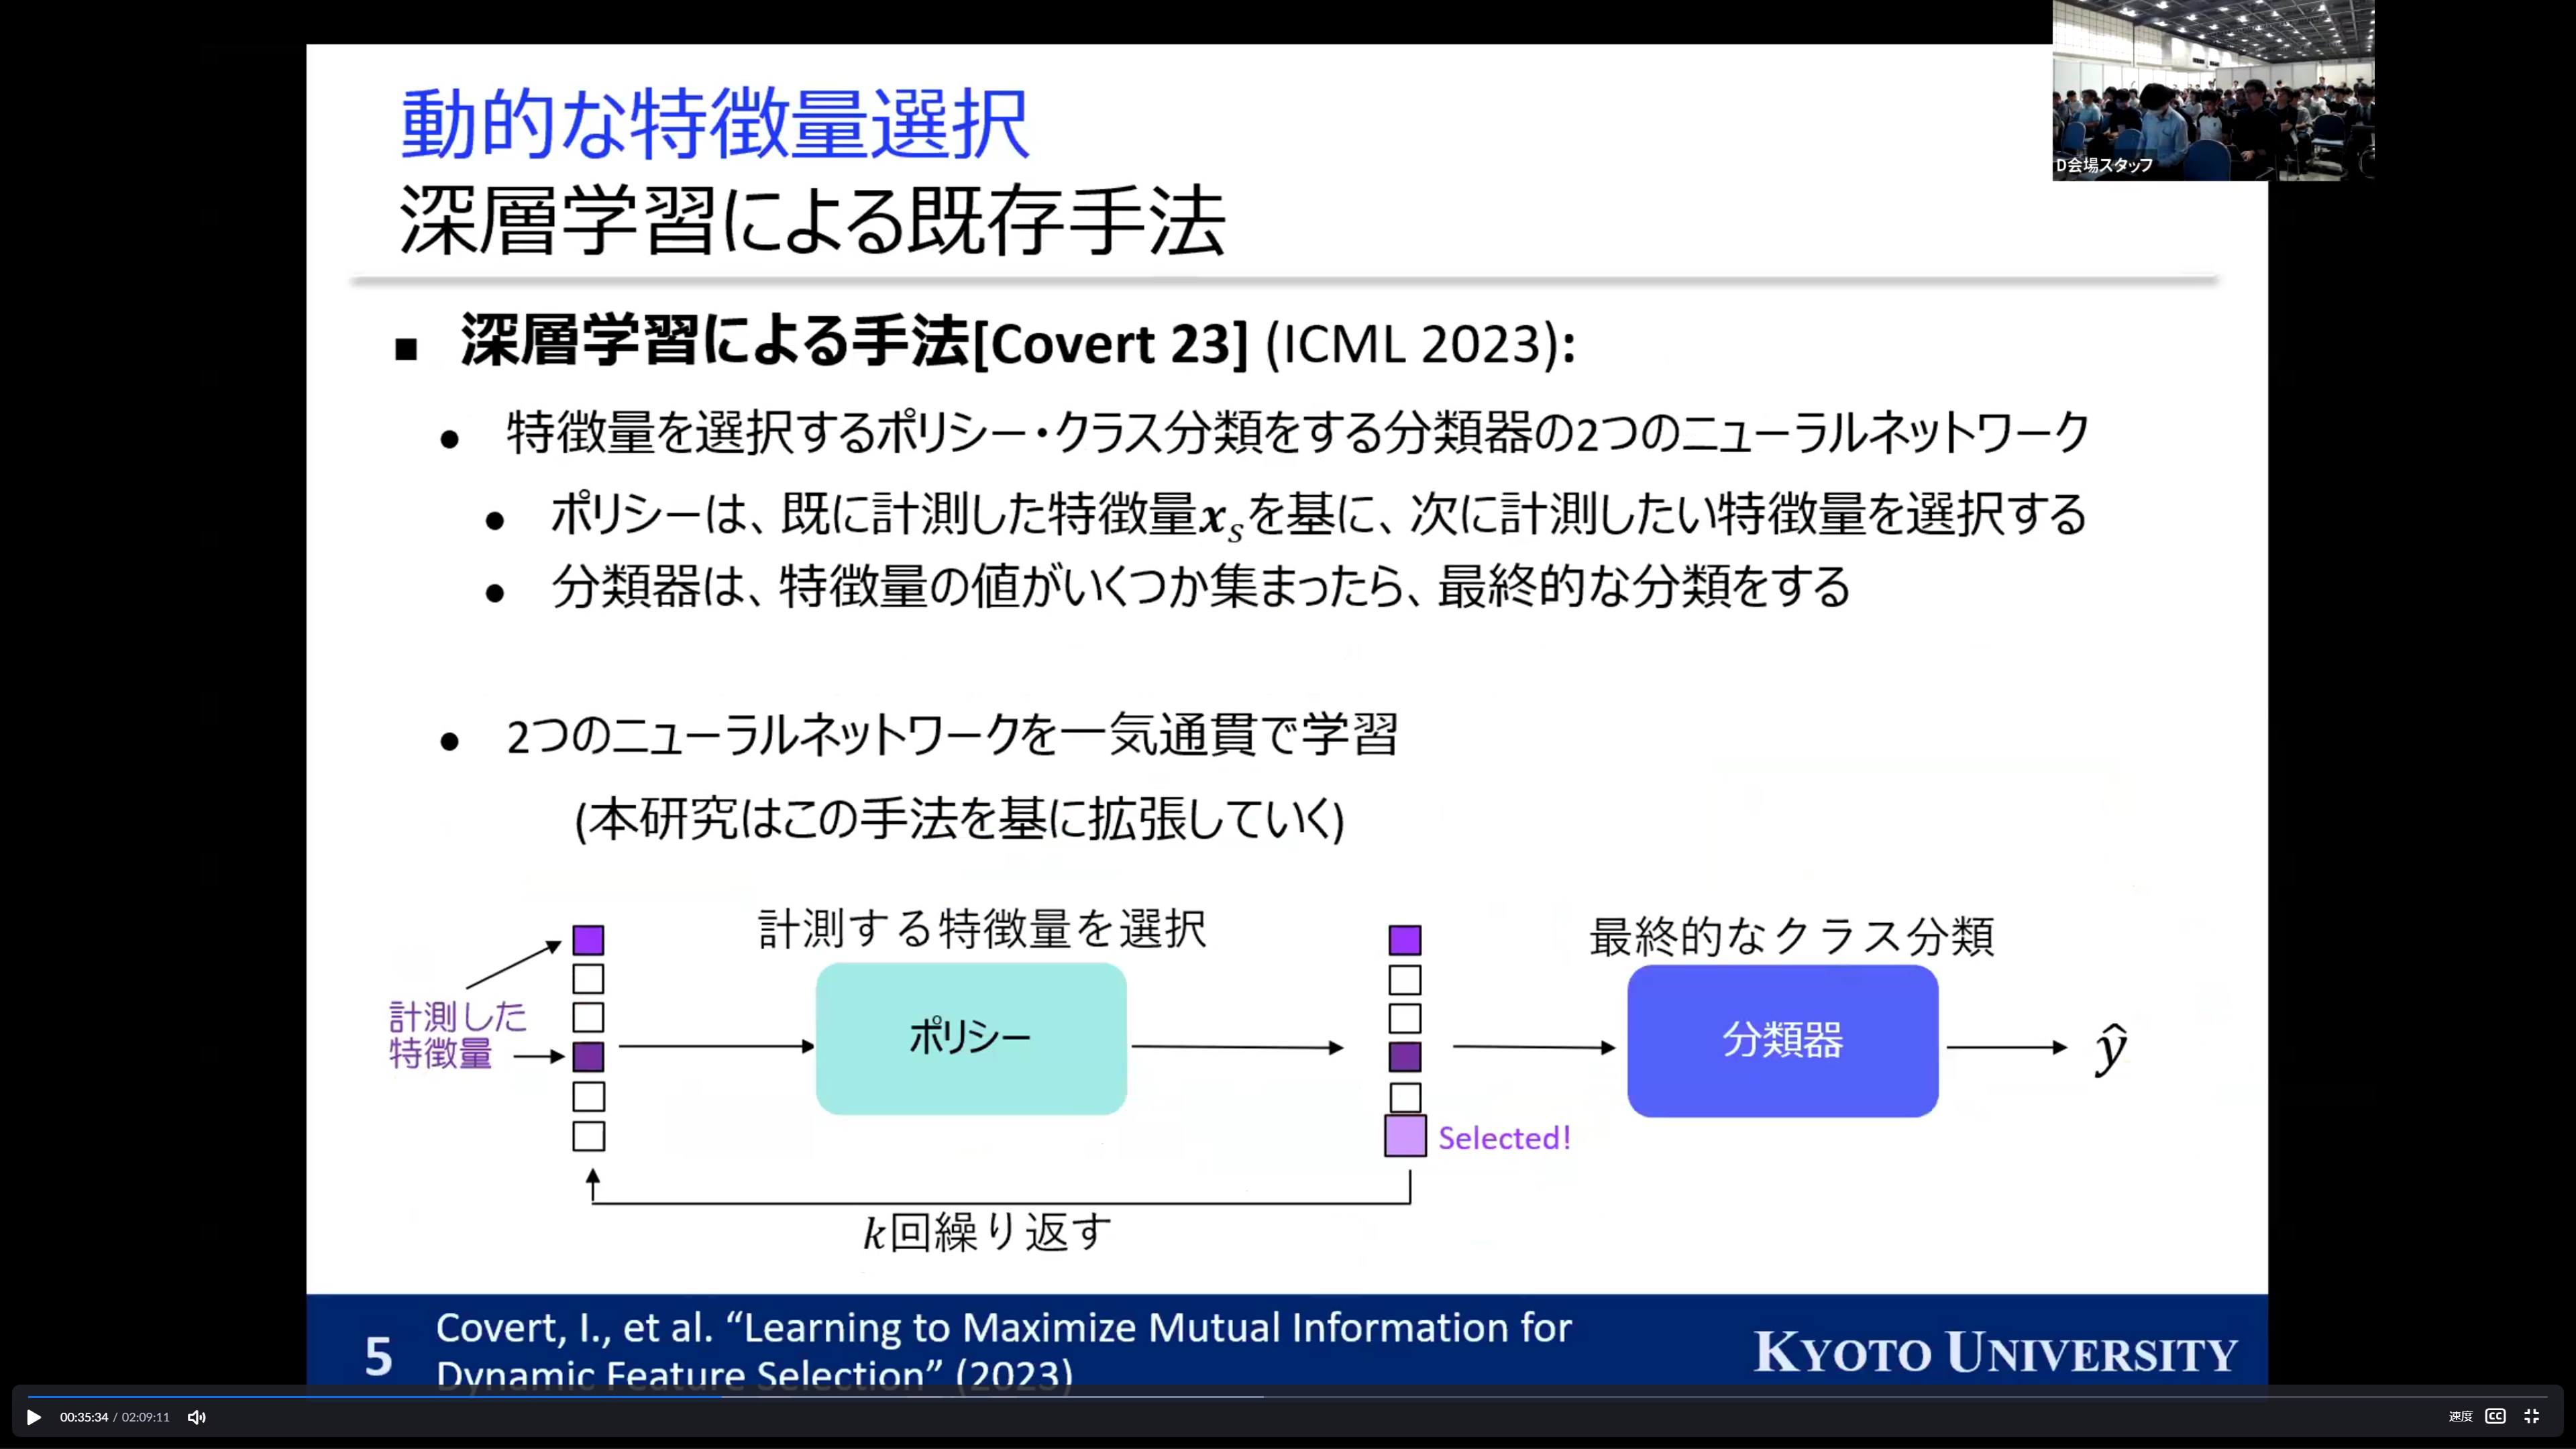 動的な特徴量選択
深層学習による既存手法
D会場スタッフ
■ 深層学習による手法[Covert 23] (ICML 2023):
● 特徴量を選択するポリシー・クラス分類をする分類器の2つのニューラルネットワーク
● ポリシーは、既に計測した特徴量xsを基に、次に計測したい特徴量を選択する
● 分類器は、特徴量の値がいくつか集まったら、最終的な分類をする
● 2つのニューラルネットワークを一気通貫で学習
(本研究はこの手法を基に拡張していく)
計測した
特徴量
計測する特徴量を選択
ポリシー
Selected!
最終的なクラス分類
分類器
ŷ
k回繰り返す
5
Covert, I., et al. “Learning to Maximize Mutual Information for
Dynamic Feature Selection” (2023)
KYOTO UNIVERSITY
00:35:34 / 02:09:11
速度
CC